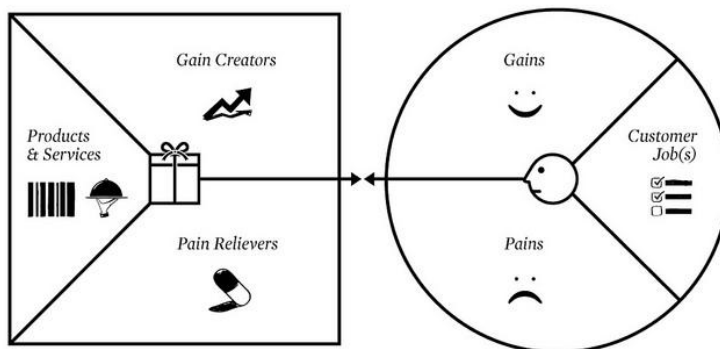 Gain Creators
Gains
Products
& Services
Customer
Job(s)
Pain Relievers
Pains